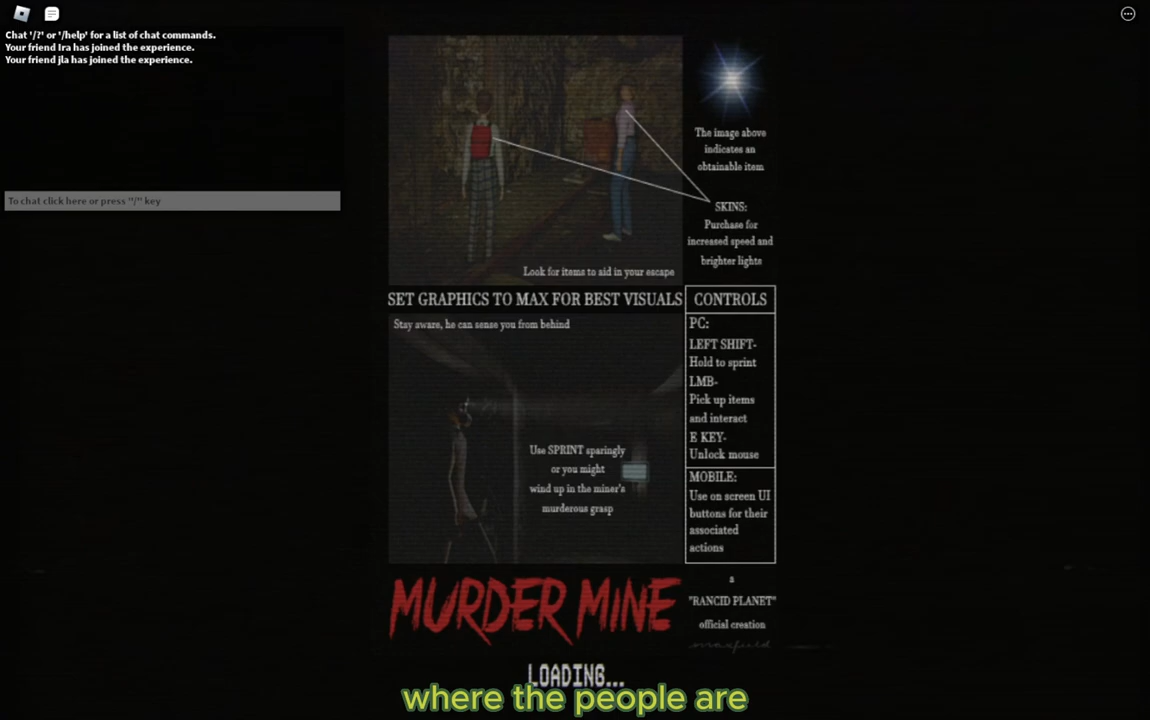 Chat '/?' or '/help' for a list of chat commands.
Your friend Ira has joined the experience.
Your friend jla has joined the experience.
To chat click here or press "/" key
The image above
indicates an
obtainable item
SKINS:
Purchase for
increased speed and
brighter lights
Look for items to aid in your escape
SET GRAPHICS TO MAX FOR BEST VISUALS
Stay aware, he can sense you from behind
Use SPRINT sparingly
or you might
wind up in the miner's
murderous grasp
CONTROLS
PC:
LEFT SHIFT-
Hold to sprint
LMB-
Pick up items
and interact
E KEY-
Unlock mouse
MOBILE:
Use on screen UI
buttons for their
associated
actions
MURDER MINE
a
"RANCID PLANET"
official creation
maxfield
LOADING...
where the people are